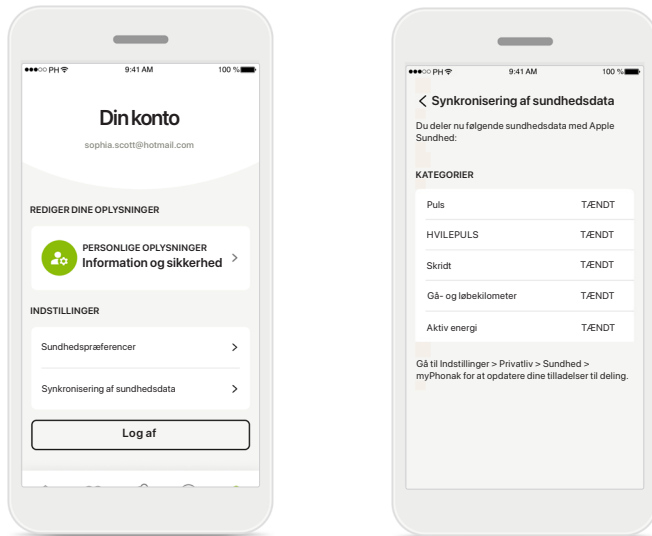 PH
9:41 AM
100 %
Din konto
sophia.scott@hotmail.com
REDIGER DINE OPLYSNINGER
PERSONLIGE OPLYSNINGER
Information og sikkerhed
INDSTILLINGER
Sundhedspræferencer
Synkronisering af sundhedsdata
Log af
PH
9:41 AM
100 %
Synkronisering af sundhedsdata
Du deler nu følgende sundhedsdata med Apple
Sundhed:
KATEGORIER
Puls TÆNDT
HVILEPULS TÆNDT
Skridt TÆNDT
Gå- og løbekilometer TÆNDT
Aktiv energi TÆNDT
Gå til Indstillinger > Privatliv > Sundhed >
myPhonak for at opdatere dine tilladelser til deling.